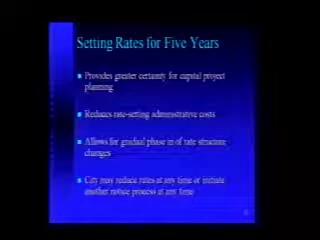 Setting Rates for Five Years
Provides greater certainty for capital project
planning.
Reduces rate-setting administrative costs
Allows for gradual phase in of rate structure
changes
City may reduce rates at any time or initiate
another notice process at any time